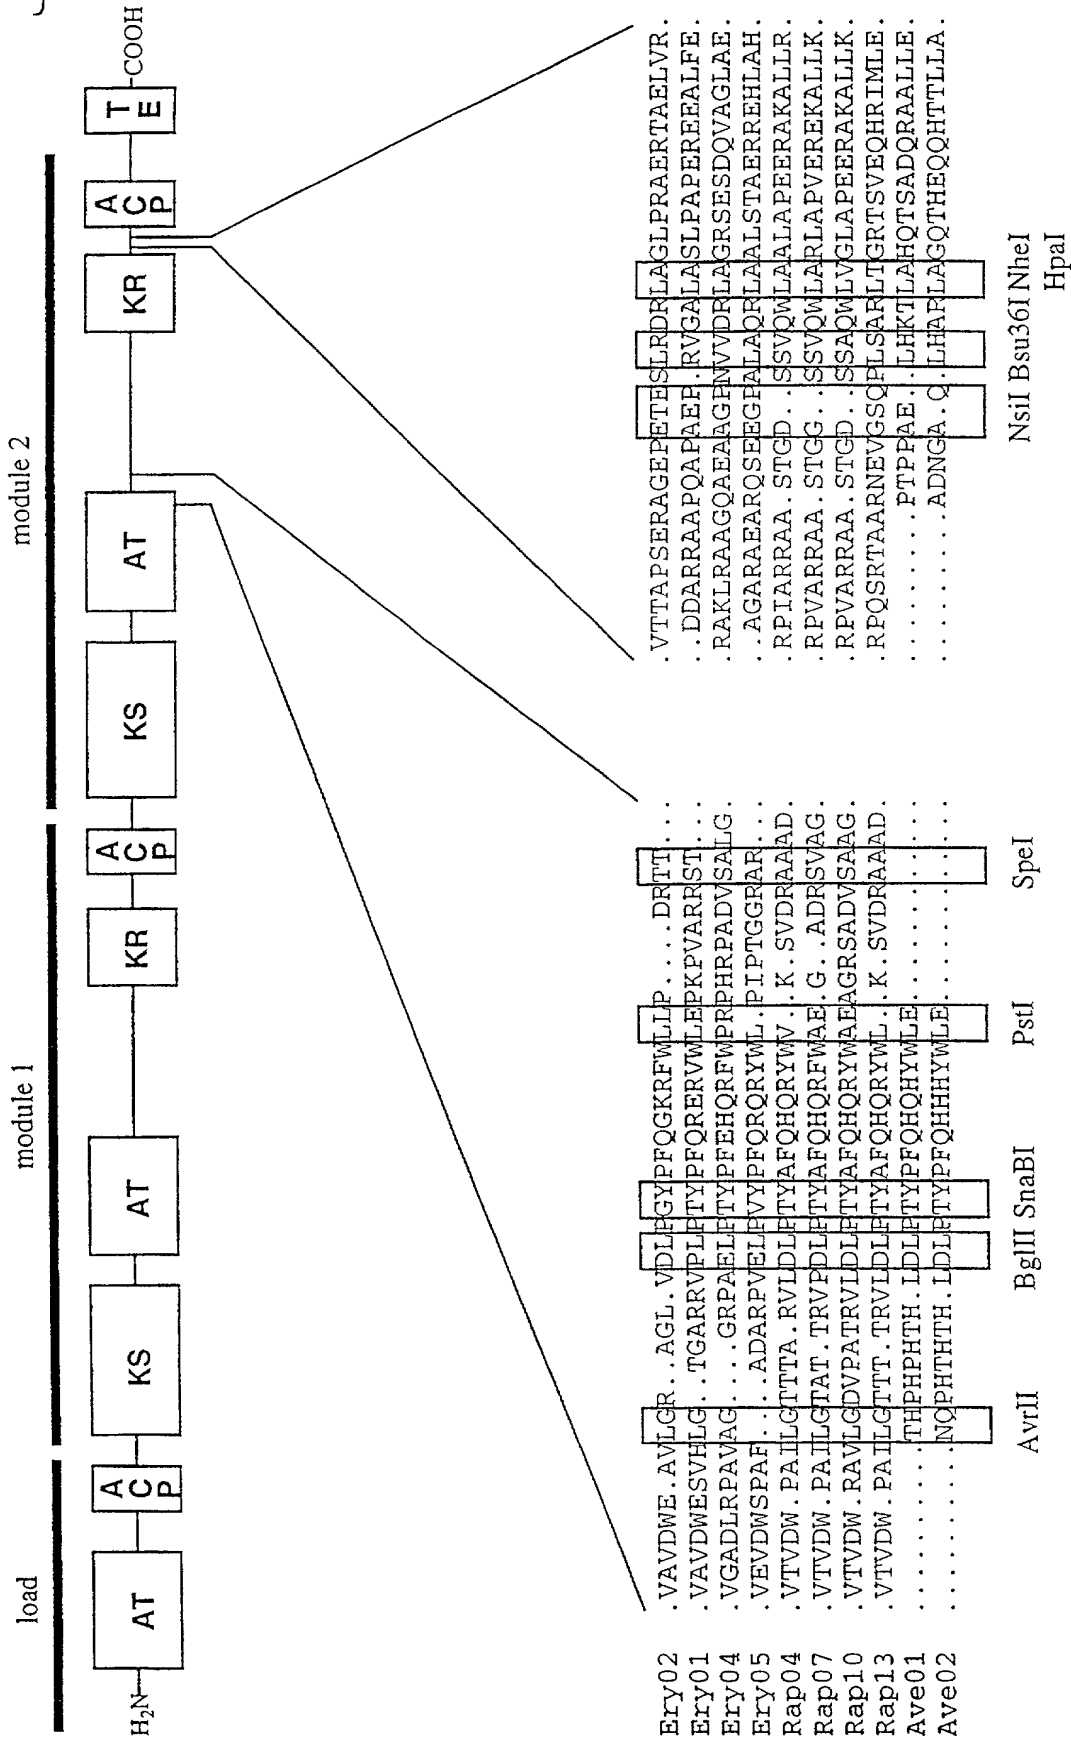 load
module 1
module 2
H₂N
AT
ACP
KS
AT
KR
ACP
KS
AT
KR
ACP
TE
COOH
Ery02 .VAVDWE.AVLGR..AGL.VDLPGYPFQGKRFWLLP....DRTT...
Ery01 .VAVDWESVHLG..TGARRVPLPTYPFQRERVWLEPKPVARRST...
Ery04 .VGADLRPAVAG....GRPAELPTYPFEHQRFWPRPHRPADVSALG.
Ery05 .VEVDWSPAF....ADARPVELPVYPFQRQRYWL.PIPTGGRAR...
Rap04 .VTVDW.PAILGTTTA.RVLDLPTYAFQHQRYWV..K.SVDRAAAD.
Rap07 .VTVDW.PAILGTAT.TRVPDLPTYAFQHQRFWAE.G..ADRSVAG.
Rap10 .VTVDW.RAVLGDVPATRVLDLPTYAFQHQRYWAEAGRSADVSAAG.
Rap13 .VTVDW.PAILGTTT.TRVLDLPTYAFQHQRYWL..K.SVDRAAAD.
Ave01 ..........THPHPHTH.LDLPTYPFQHQHYWLE............
Ave02 ..........NQPHTHTH.LDLPTYPFQHHHYWLE............
AvrII BglII SnaBI PstI SpeI
.VTTAPSERAGEPETESLRDRLAGLPRAERTAELVR.
..DDARRAAPQAPAEP.RVGALASLPAPEREEALFE.
.RAKLRAAGQAEAAGPNVVDRLAGRSESDQVAGLAE.
..AGARAEARQSEEGPALAQRLAALSTAERREHLAH.
.RPIARRAA.STGD..SSVQWLAALAPEERAKALLR.
.RPVARRAA.STGG..SSVQWLARLAPVEREKALLK.
.RPVARRAA.STGD..SSAQWLVGLAPEERAKALLK.
.RPQSRTAARNEVGSQPLSARLTGRTSVEQHRIMLE.
.........PTPPAE..LHKTLAHQTSADQRAALLE.
.........ADNGA.Q.LHAPLAGQTHEQQHTTLLA.
NsiI Bsu36I NheI
HpaI